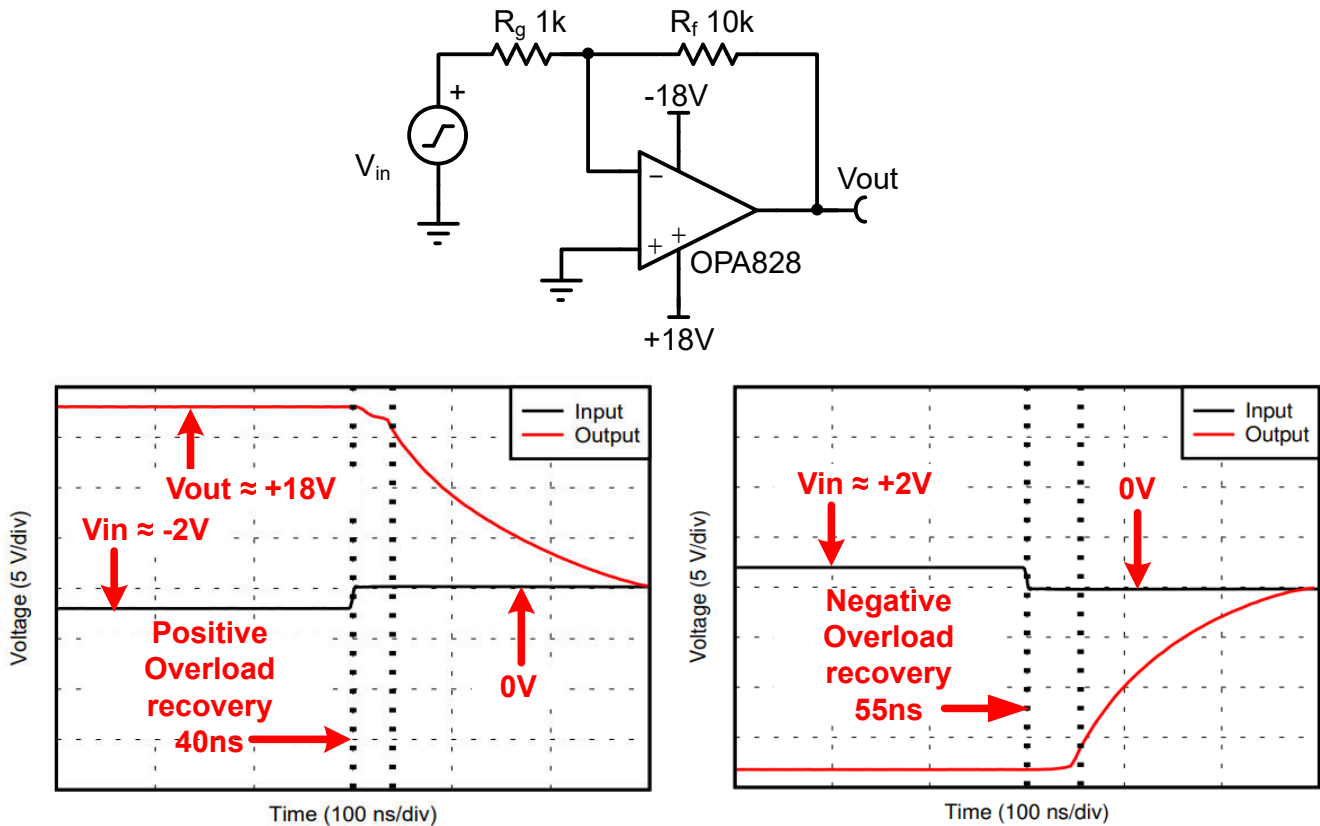 Rg 1k
Rf 10k
-18V
+
Vin
Vout
−
+
+
OPA828
+18V
Input
Output
Vout ≈ +18V
Vin ≈ -2V
Positive
Overload
recovery
40ns
0V
Voltage (5 V/div)
Time (100 ns/div)
Input
Output
Vin ≈ +2V
0V
Negative
Overload
recovery
55ns
Voltage (5 V/div)
Time (100 ns/div)